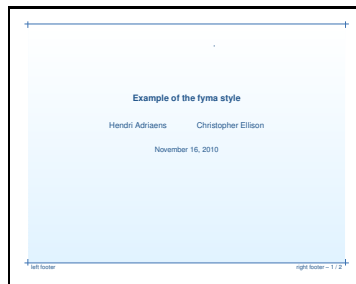 Example of the fyma style
Hendri Adriaens Christopher Ellison
November 16, 2010
left footer right footer – 1 / 2